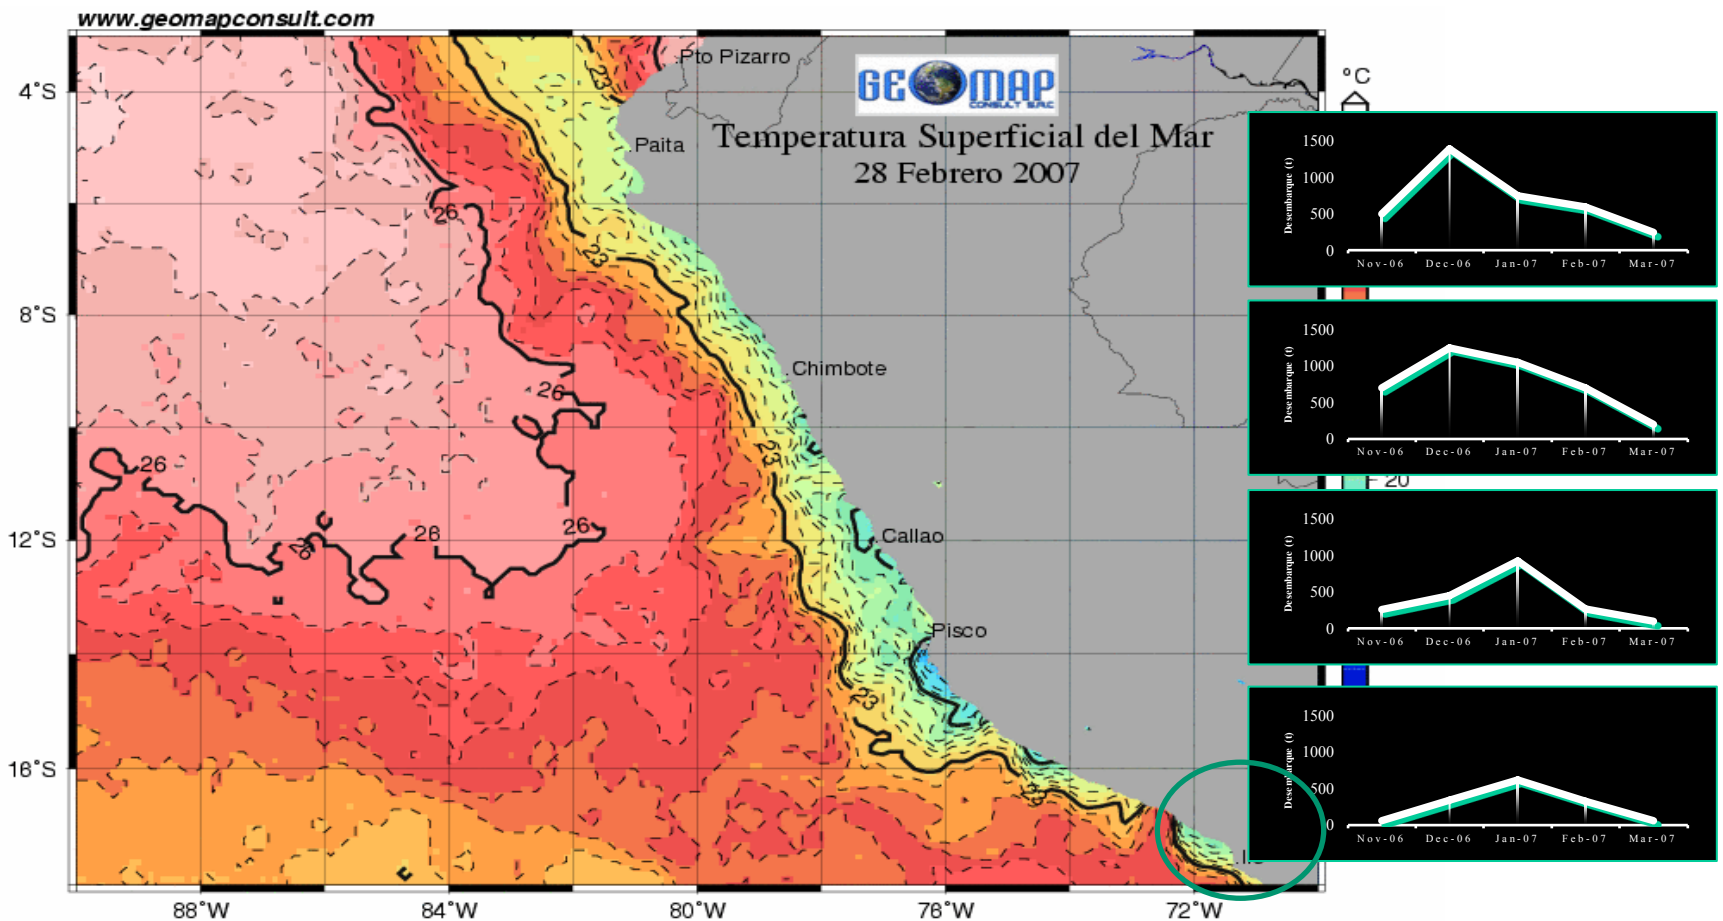 www.geomapconsult.com
GEOMAP
CONSULT S.R.C
Temperatura Superficial del Mar
28 Febrero 2007
°C
Pto Pizarro
Paita
Chimbote
Callao
Pisco
4°S
8°S
12°S
16°S
88°W
84°W
80°W
76°W
72°W
23
26
23
26
23
26
26
28
26
23
23
20
Desembarque (t)
1500
1000
500
0
Nov-06 Dec-06 Jan-07 Feb-07 Mar-07
Desembarque (t)
1500
1000
500
0
Nov-06 Dec-06 Jan-07 Feb-07 Mar-07
Desembarque (t)
1500
1000
500
0
Nov-06 Dec-06 Jan-07 Feb-07 Mar-07
Desembarque (t)
1500
1000
500
0
Nov-06 Dec-06 Jan-07 Feb-07 Mar-07